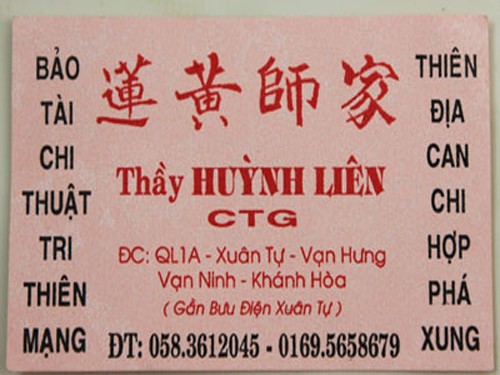 BẢO
TÀI
CHI
THUẬT
TRI
THIÊN
MẠNG
蓮黄師家
Thầy HUỲNH LIÊN
CTG
ĐC: QL1A - Xuân Tự - Vạn Hưng
Vạn Ninh - Khánh Hòa
( Gần Bưu Điện Xuân Tự )
ĐT: 058.3612045 - 0169.5658679
THIÊN
ĐỊA
CAN
CHI
HỢP
PHÁ
XUNG